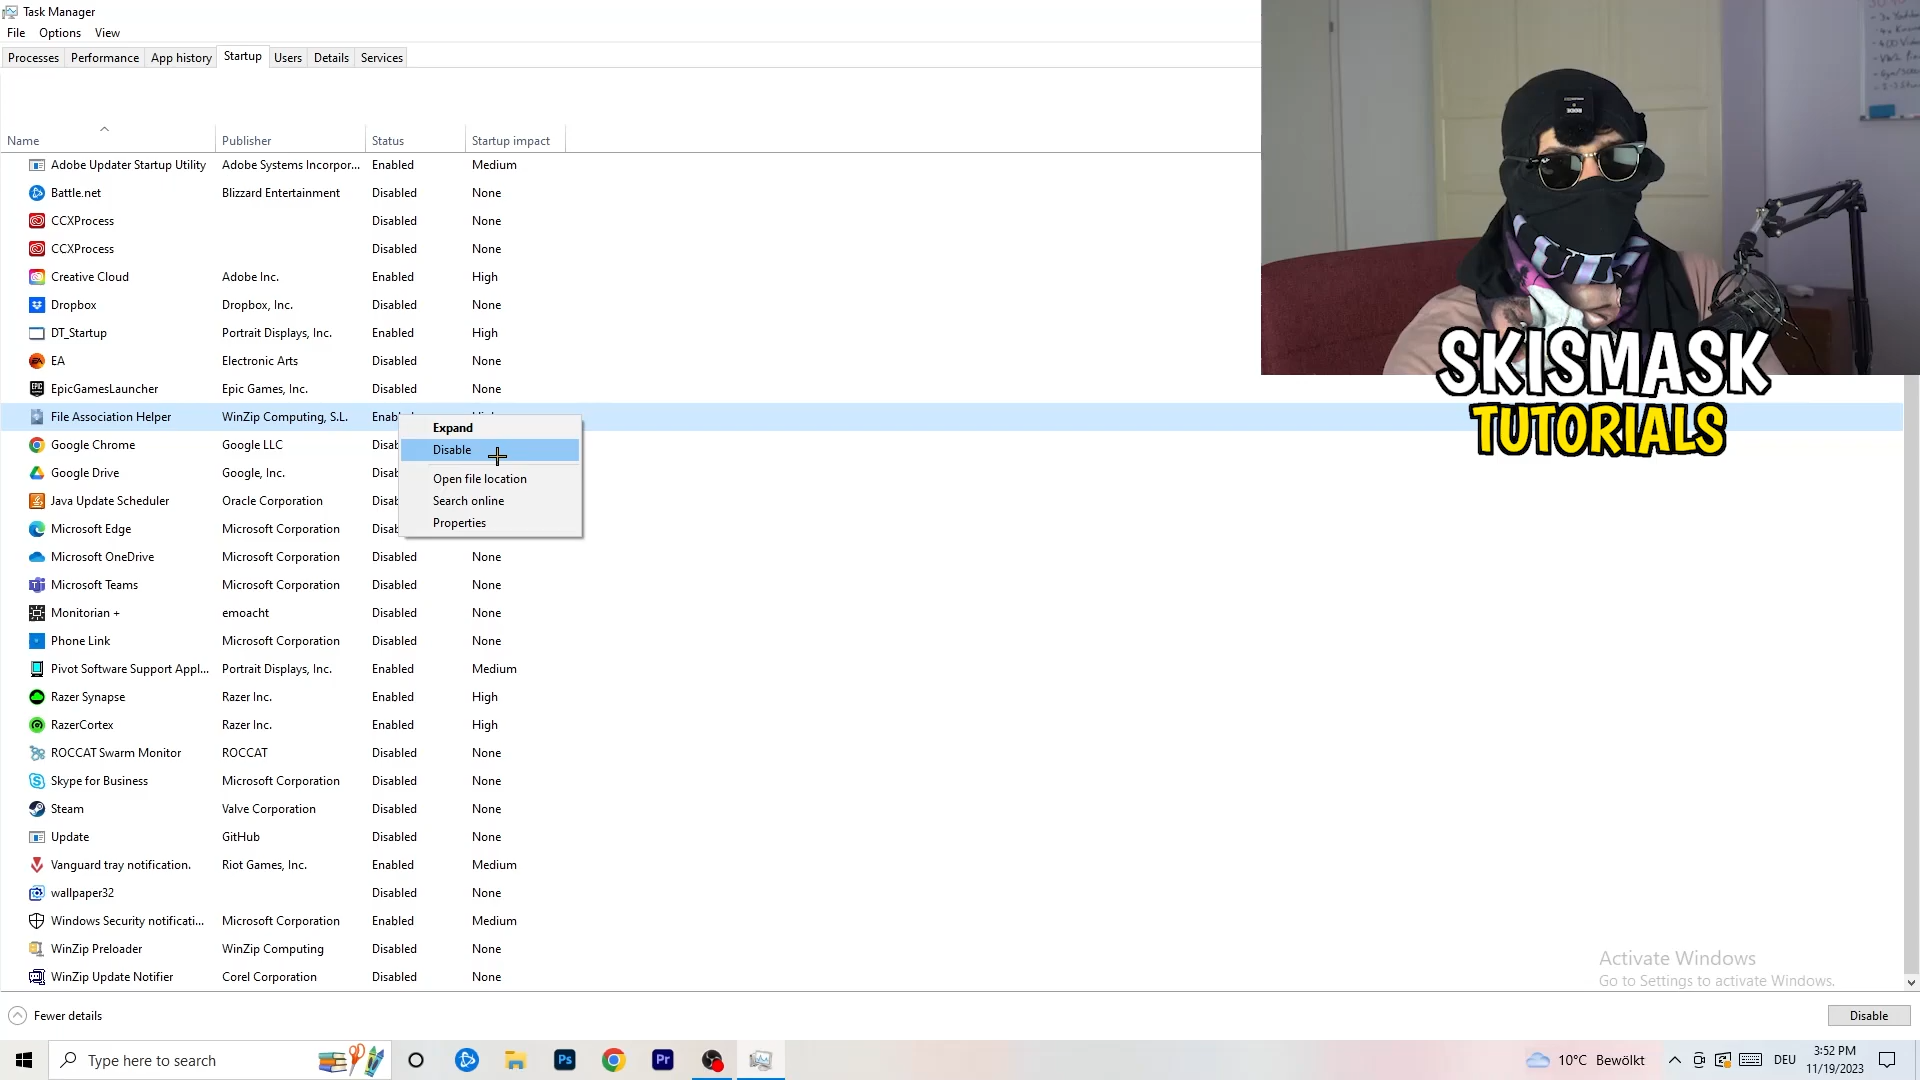 Task Manager
File Options View
Processes Performance App history Startup Users Details Services
Name Publisher Status Startup impact
Adobe Updater Startup Utility Adobe Systems Incorpor... Enabled Medium
Battle.net Blizzard Entertainment Disabled None
CCXProcess Disabled None
CCXProcess Disabled None
Creative Cloud Adobe Inc. Enabled High
Dropbox Dropbox, Inc. Disabled None
DT_Startup Portrait Displays, Inc. Enabled High
EA Electronic Arts Disabled None
EpicGamesLauncher Epic Games, Inc. Disabled None
File Association Helper WinZip Computing, S.L.
Google Chrome Google LLC
Google Drive Google, Inc.
Java Update Scheduler Oracle Corporation
Microsoft Edge Microsoft Corporation
Expand
Disable
Open file location
Search online
Properties
Microsoft OneDrive Microsoft Corporation Disabled None
Microsoft Teams Microsoft Corporation Disabled None
Monitorian + emoacht Disabled None
Phone Link Microsoft Corporation Disabled None
Pivot Software Support Appl... Portrait Displays, Inc. Enabled Medium
Razer Synapse Razer Inc. Enabled High
RazerCortex Razer Inc. Enabled High
ROCCAT Swarm Monitor ROCCAT Disabled None
Skype for Business Microsoft Corporation Disabled None
Steam Valve Corporation Disabled None
Update GitHub Disabled None
Vanguard tray notification. Riot Games, Inc. Enabled Medium
wallpaper32 Disabled None
Windows Security notificati... Microsoft Corporation Enabled Medium
WinZip Preloader WinZip Computing Disabled None
WinZip Update Notifier Corel Corporation Disabled None
SKISMASK
TUTORIALS
Activate Windows
Go to Settings to activate Windows.
Fewer details Disable
Type here to search Ps Pr 10°C Bewölkt DEU 3:52 PM
11/19/2023